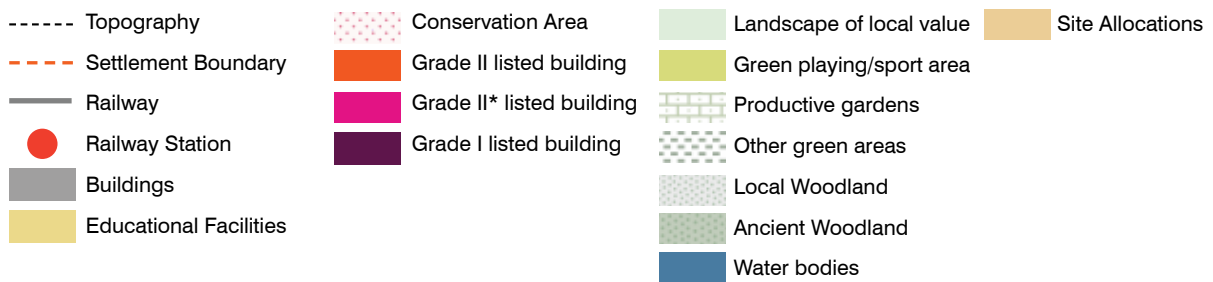 Topography
Settlement Boundary
Railway
Railway Station
Buildings
Educational Facilities
Conservation Area
Grade II listed building
Grade II* listed building
Grade I listed building
Landscape of local value
Green playing/sport area
Productive gardens
Other green areas
Local Woodland
Ancient Woodland
Water bodies
Site Allocations